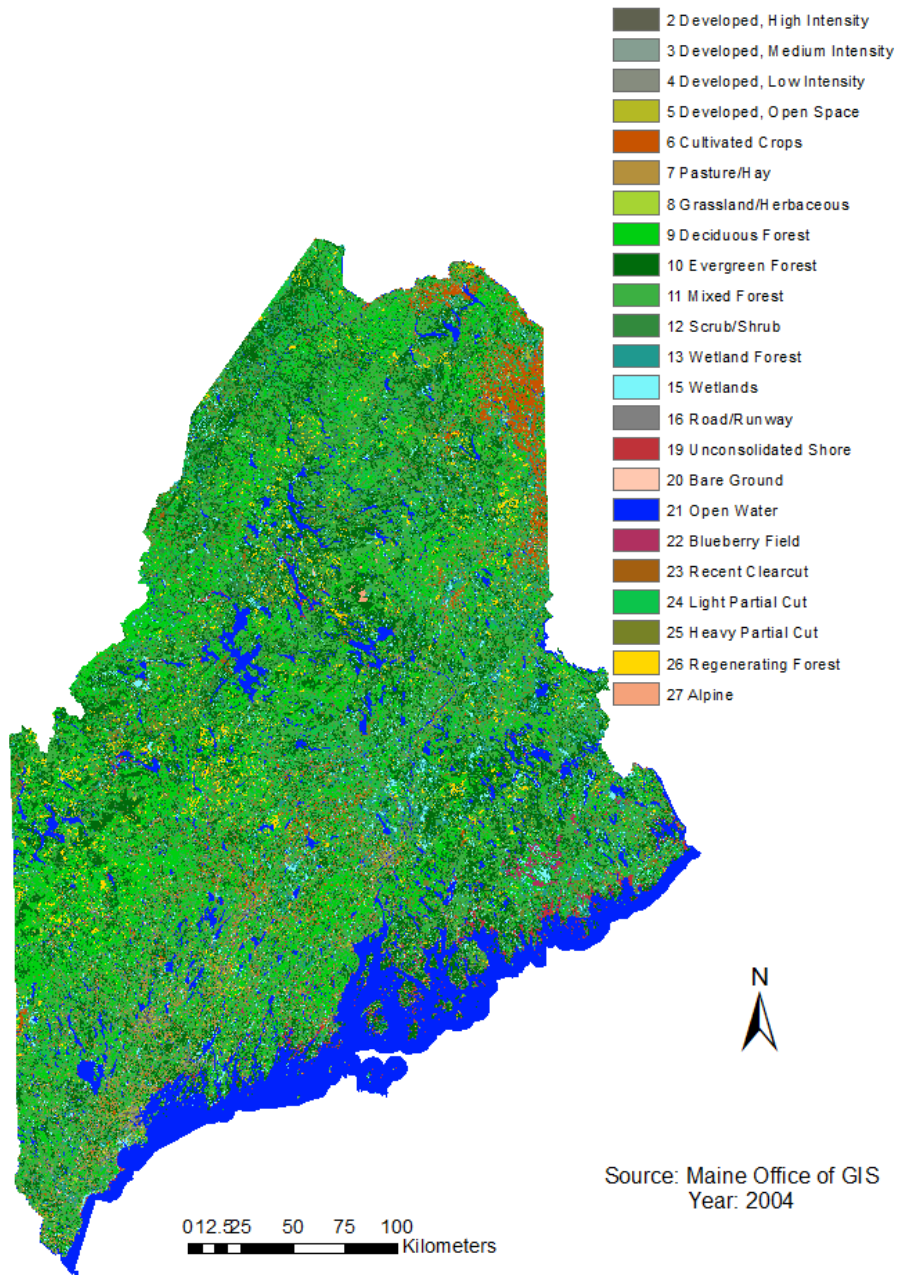 2 Developed, High Intensity
3 Developed, Medium Intensity
4 Developed, Low Intensity
5 Developed, Open Space
6 Cultivated Crops
7 Pasture/Hay
8 Grassland/Herbaceous
9 Deciduous Forest
10 Evergreen Forest
11 Mixed Forest
12 Scrub/Shrub
13 Wetland Forest
15 Wetlands
16 Road/Runway
19 Unconsolidated Shore
20 Bare Ground
21 Open Water
22 Blueberry Field
23 Recent Clearcut
24 Light Partial Cut
25 Heavy Partial Cut
26 Regenerating Forest
27 Alpine
N
Source: Maine Office of GIS
Year: 2004
0 12.5 25 50 75 100
Kilometers